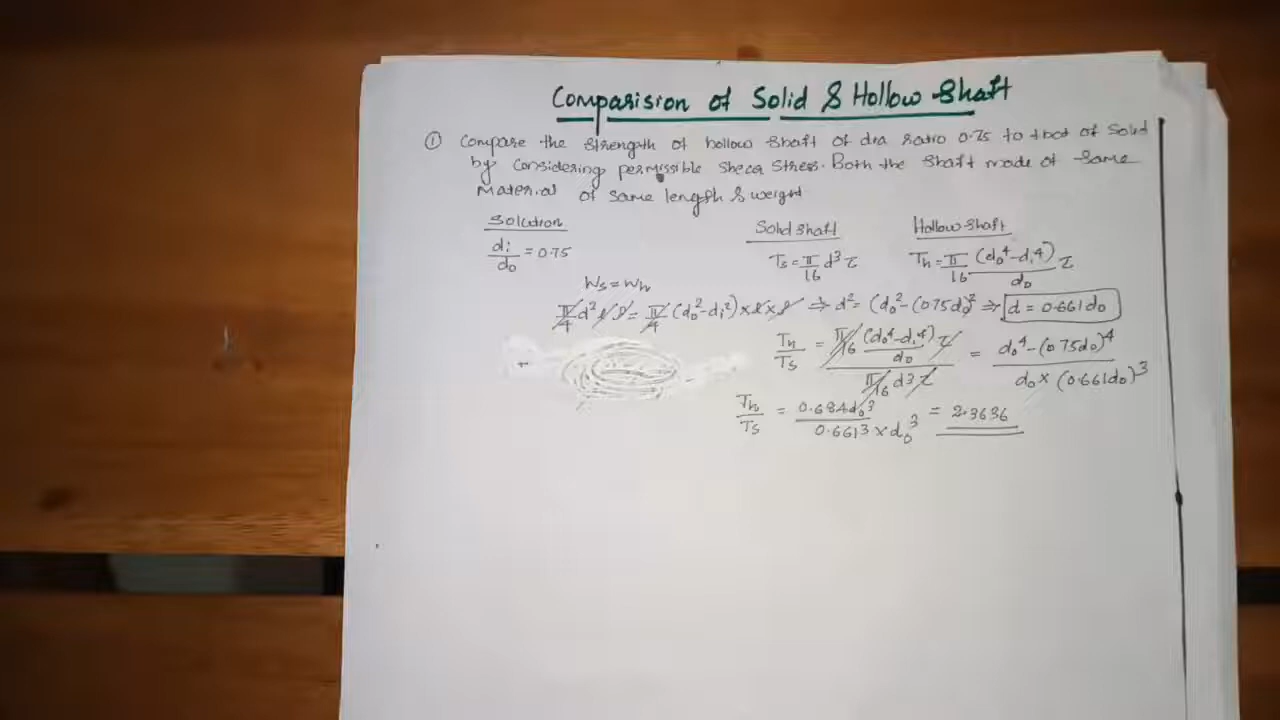 Comparision of Solid & Hollow Shaft
① Compare the strength of hollow shaft of dia ratio 0.75 to that of Solid
by Considering permissible shear stress. Both the shaft made of same
Material of same length & weight
Solution
Solid Shaft
Hollow Shaft
di/do = 0.75
Ts = π/16 d³ τ
Th = π/16 (do⁴-di⁴)/do τ
Ws = Wh
π/4 d² l ρ = π/4 (do²-di²) × l × ρ ⇒ d² = (do²-(0.75do)² ⇒ d = 0.661do
Th/Ts = π/16 (do⁴-di⁴)/do τ / π/16 d³ τ = do⁴-(0.75do)⁴ / do × (0.661do)³
Th/Ts = 0.684do³ / 0.661³ × do³ = 2.3636